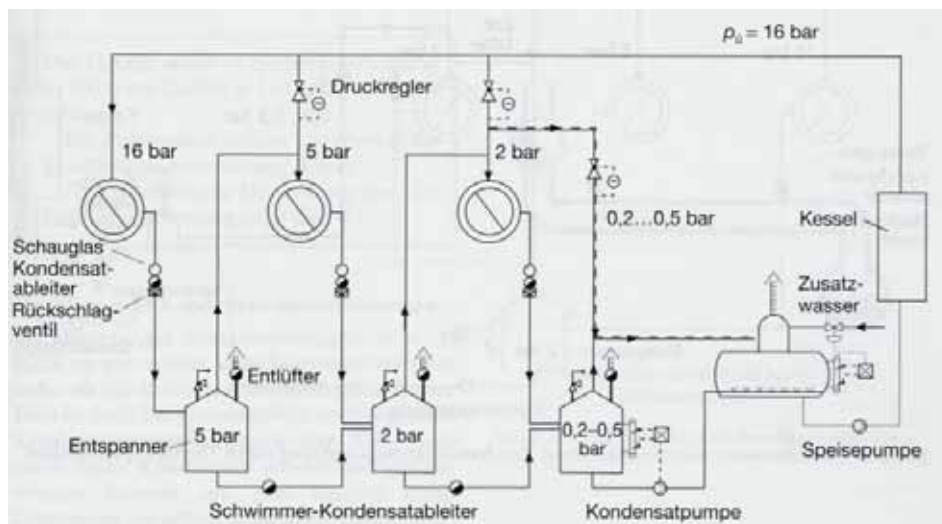 pü = 16 bar
Druckregler
16 bar
5 bar
2 bar
0,2...0,5 bar
Kessel
Schauglas
Kondensat-
ableiter
Rückschlag-
ventil
Zusatz-
wasser
Entlüfter
Entspanner
5 bar
2 bar
0,2–0,5
bar
Speisepumpe
Schwimmer-Kondensatableiter
Kondensatpumpe